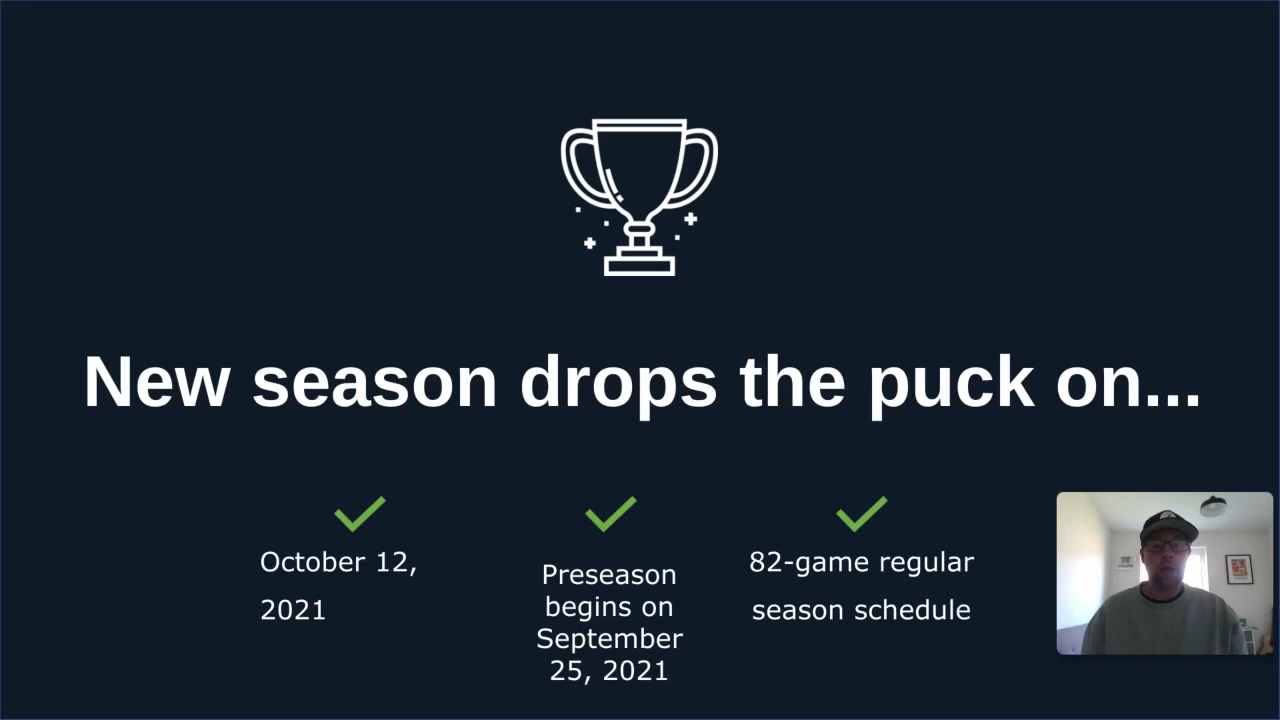 New season drops the puck on...
October 12,
2021
Preseason
begins on
September
25, 2021
82-game regular
season schedule